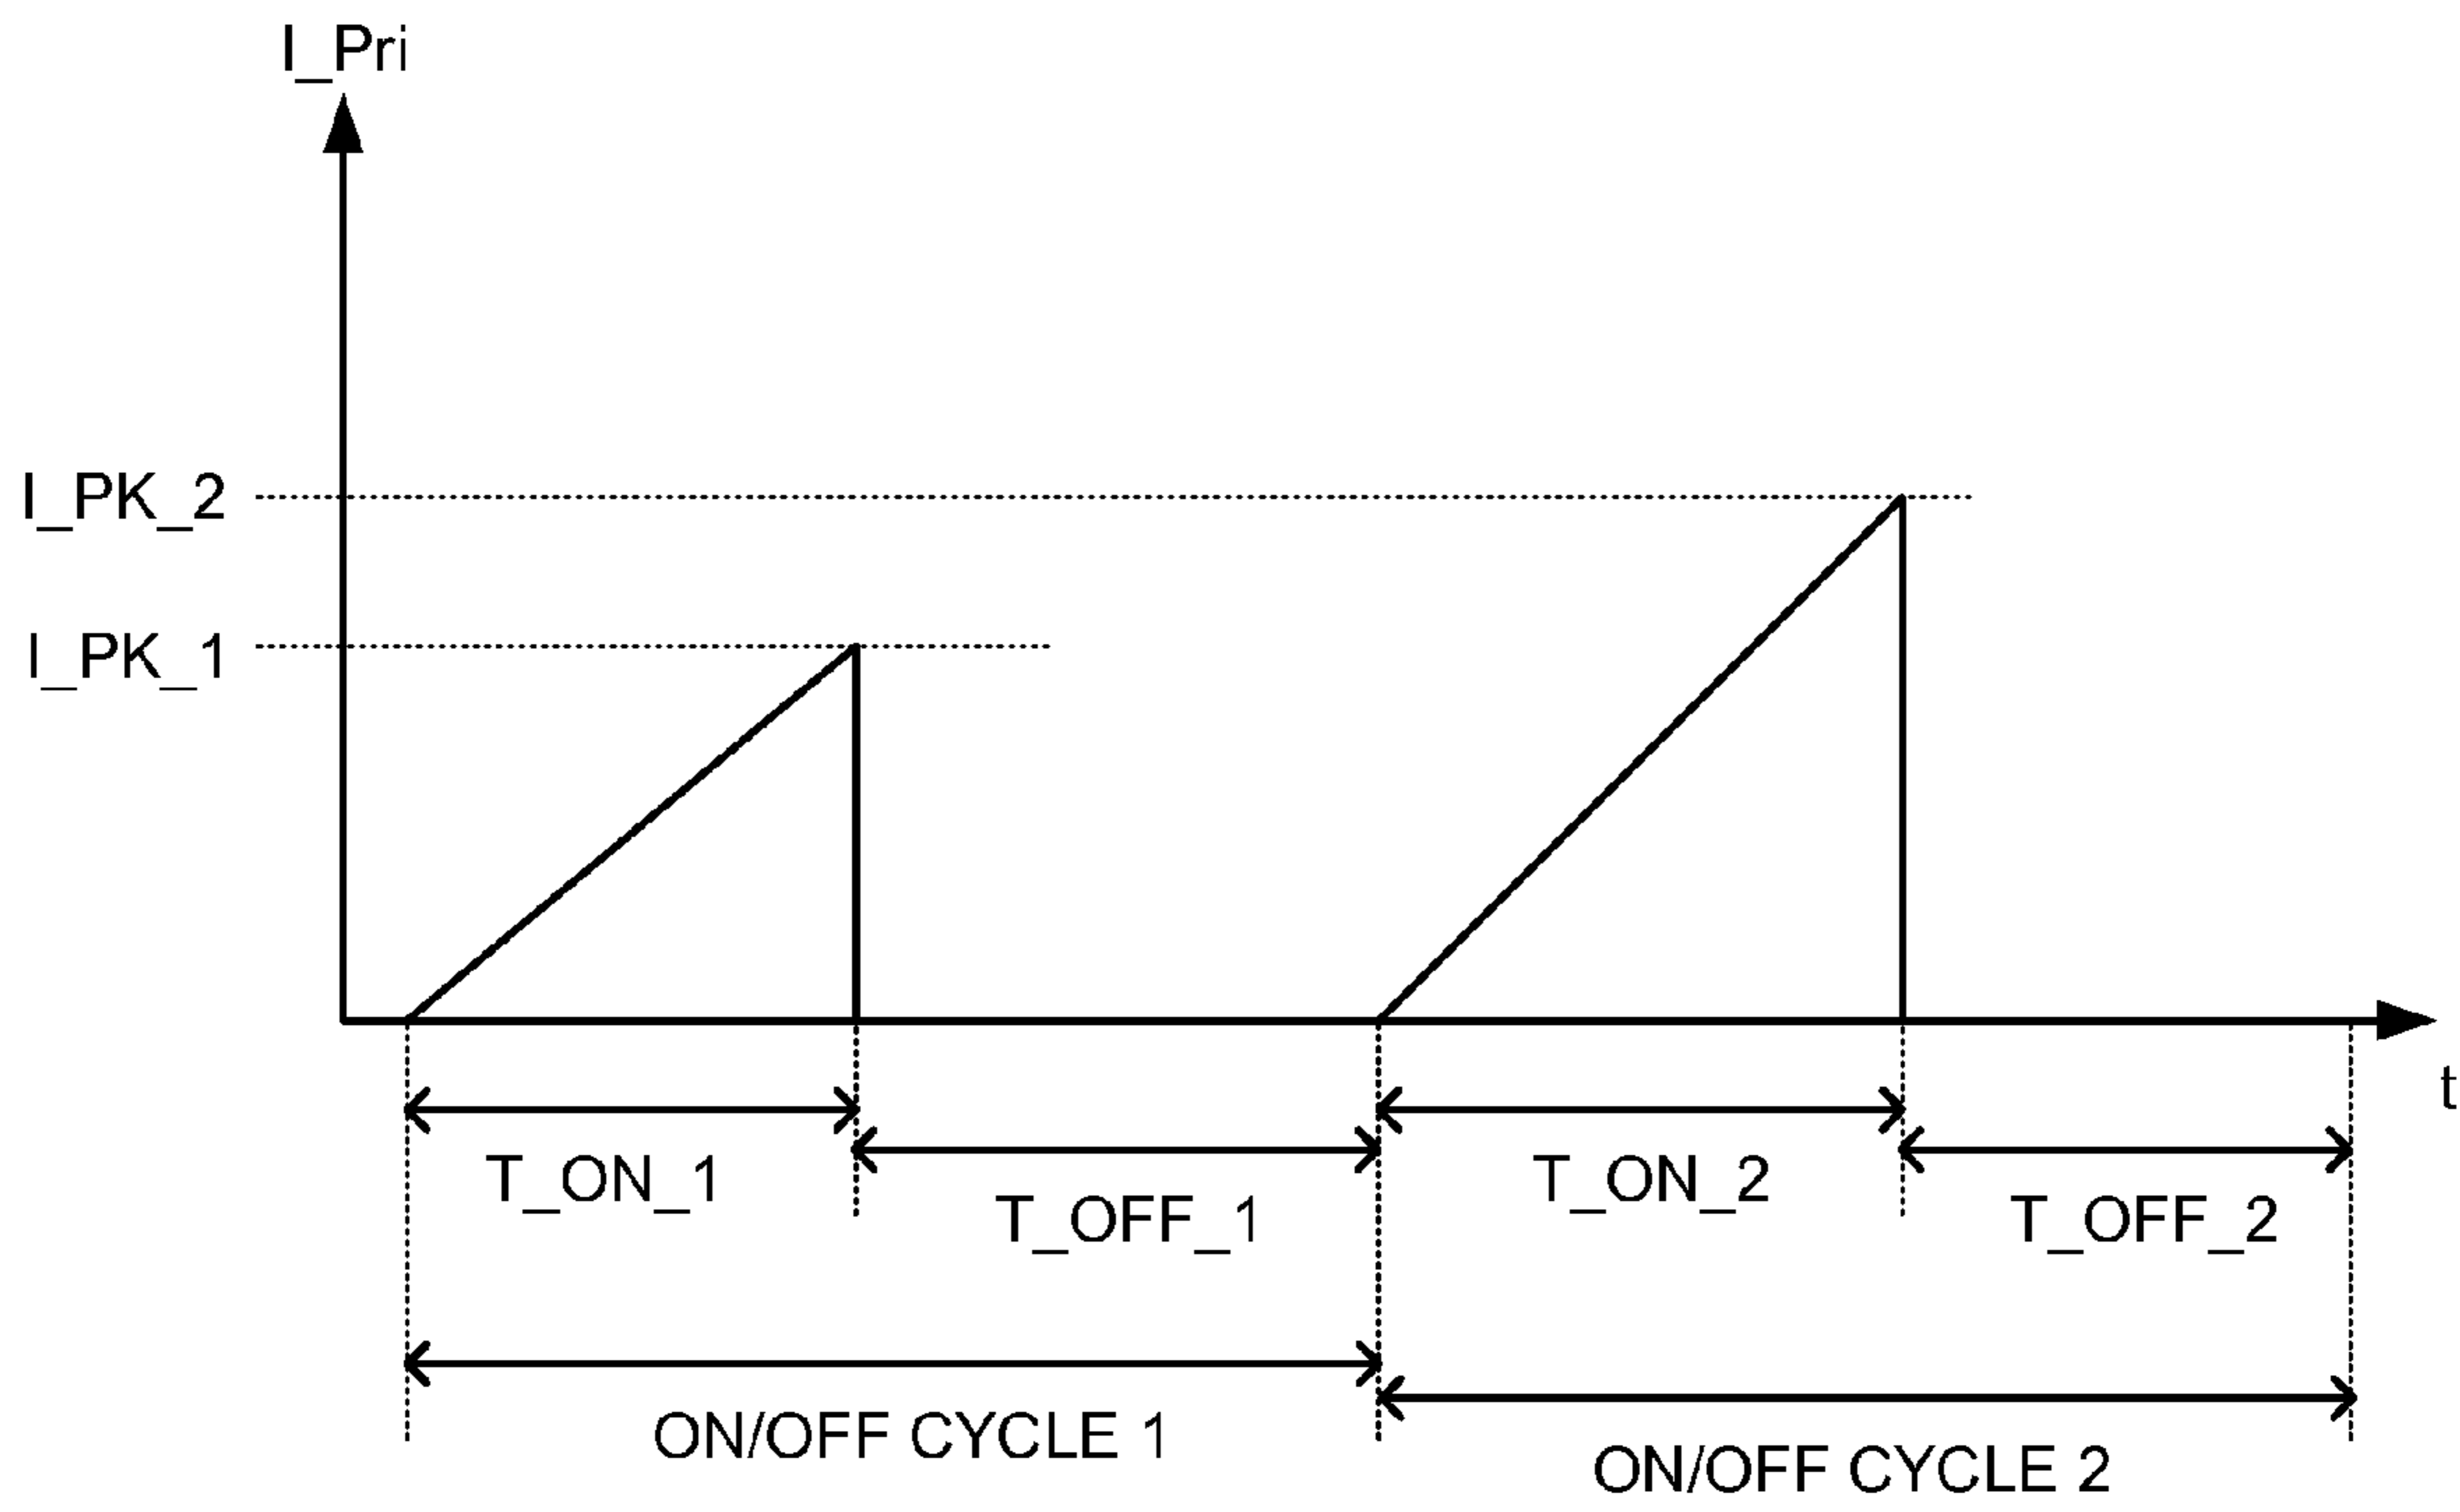 I_Pri
I_PK_2
I_PK_1
t
T_ON_1
T_ON_2
T_OFF_1
T_OFF_2
ON/OFF CYCLE 1
ON/OFF CYCLE 2